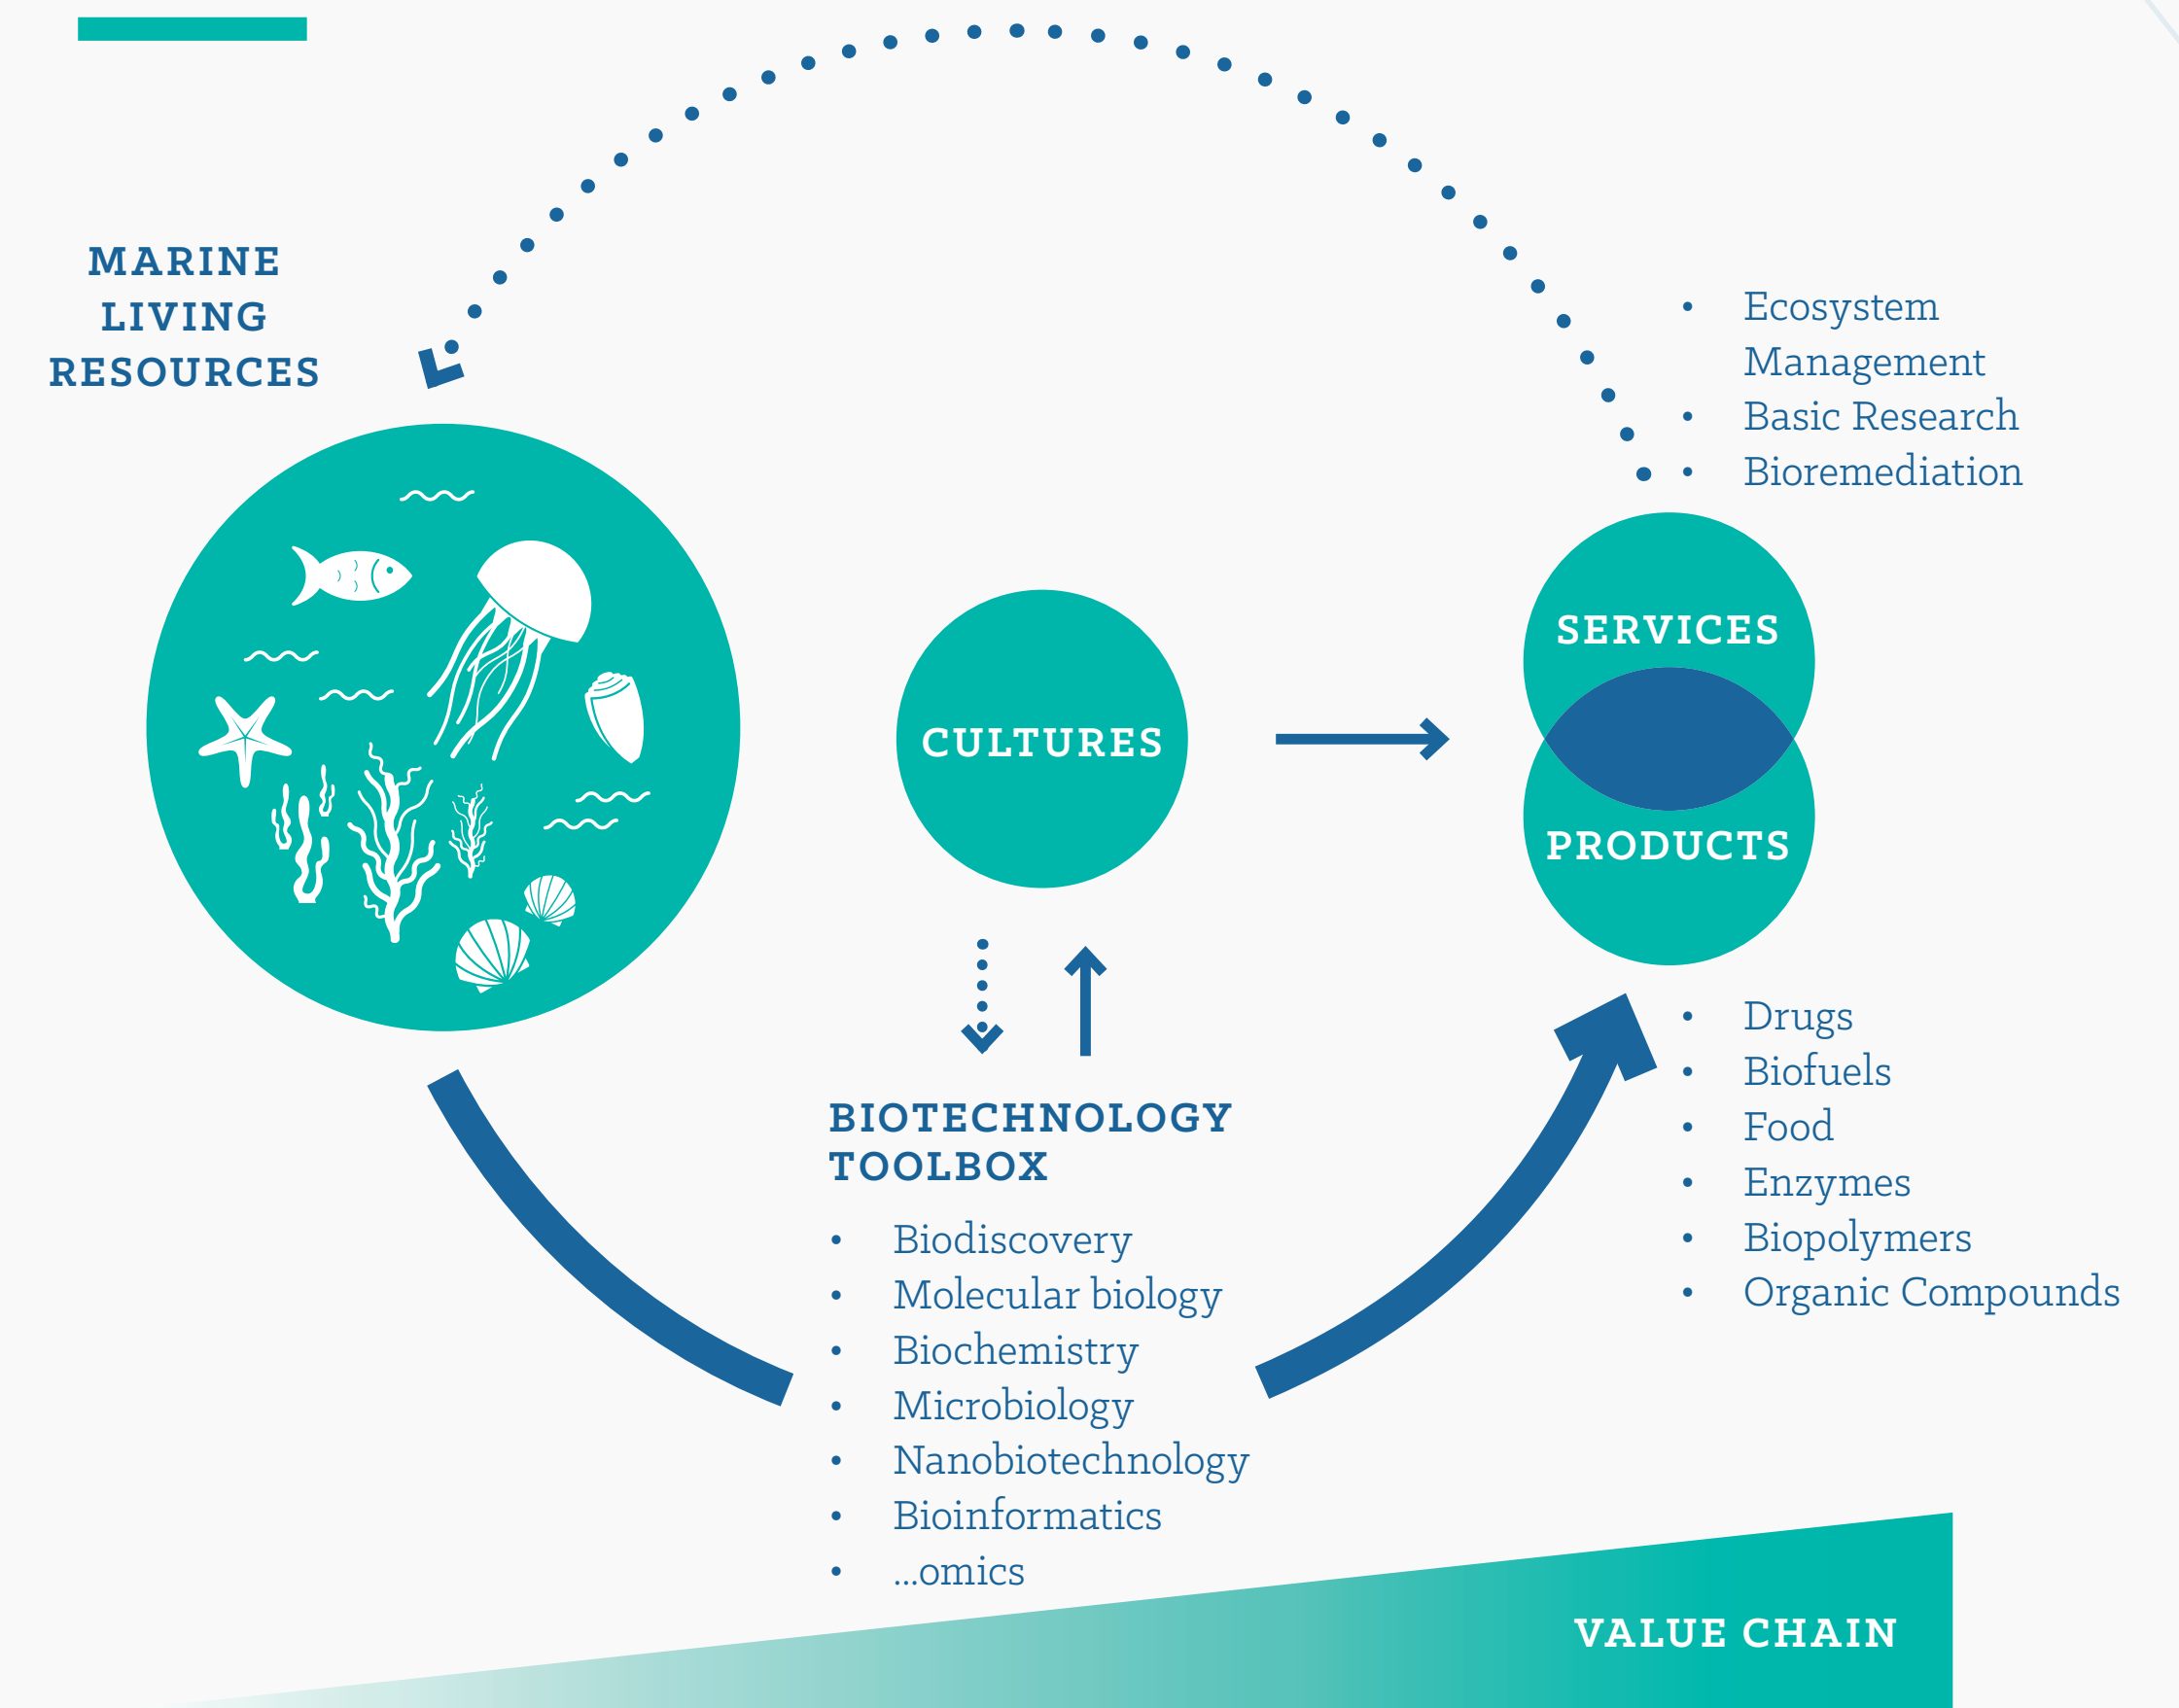 MARINE
LIVING
RESOURCES
• Ecosystem
Management
• Basic Research
• Bioremediation
SERVICES
CULTURES
PRODUCTS
• Drugs
• Biofuels
• Food
• Enzymes
• Biopolymers
• Organic Compounds
BIOTECHNOLOGY
TOOLBOX
• Biodiscovery
• Molecular biology
• Biochemistry
• Microbiology
• Nanobiotechnology
• Bioinformatics
• ...omics
VALUE CHAIN